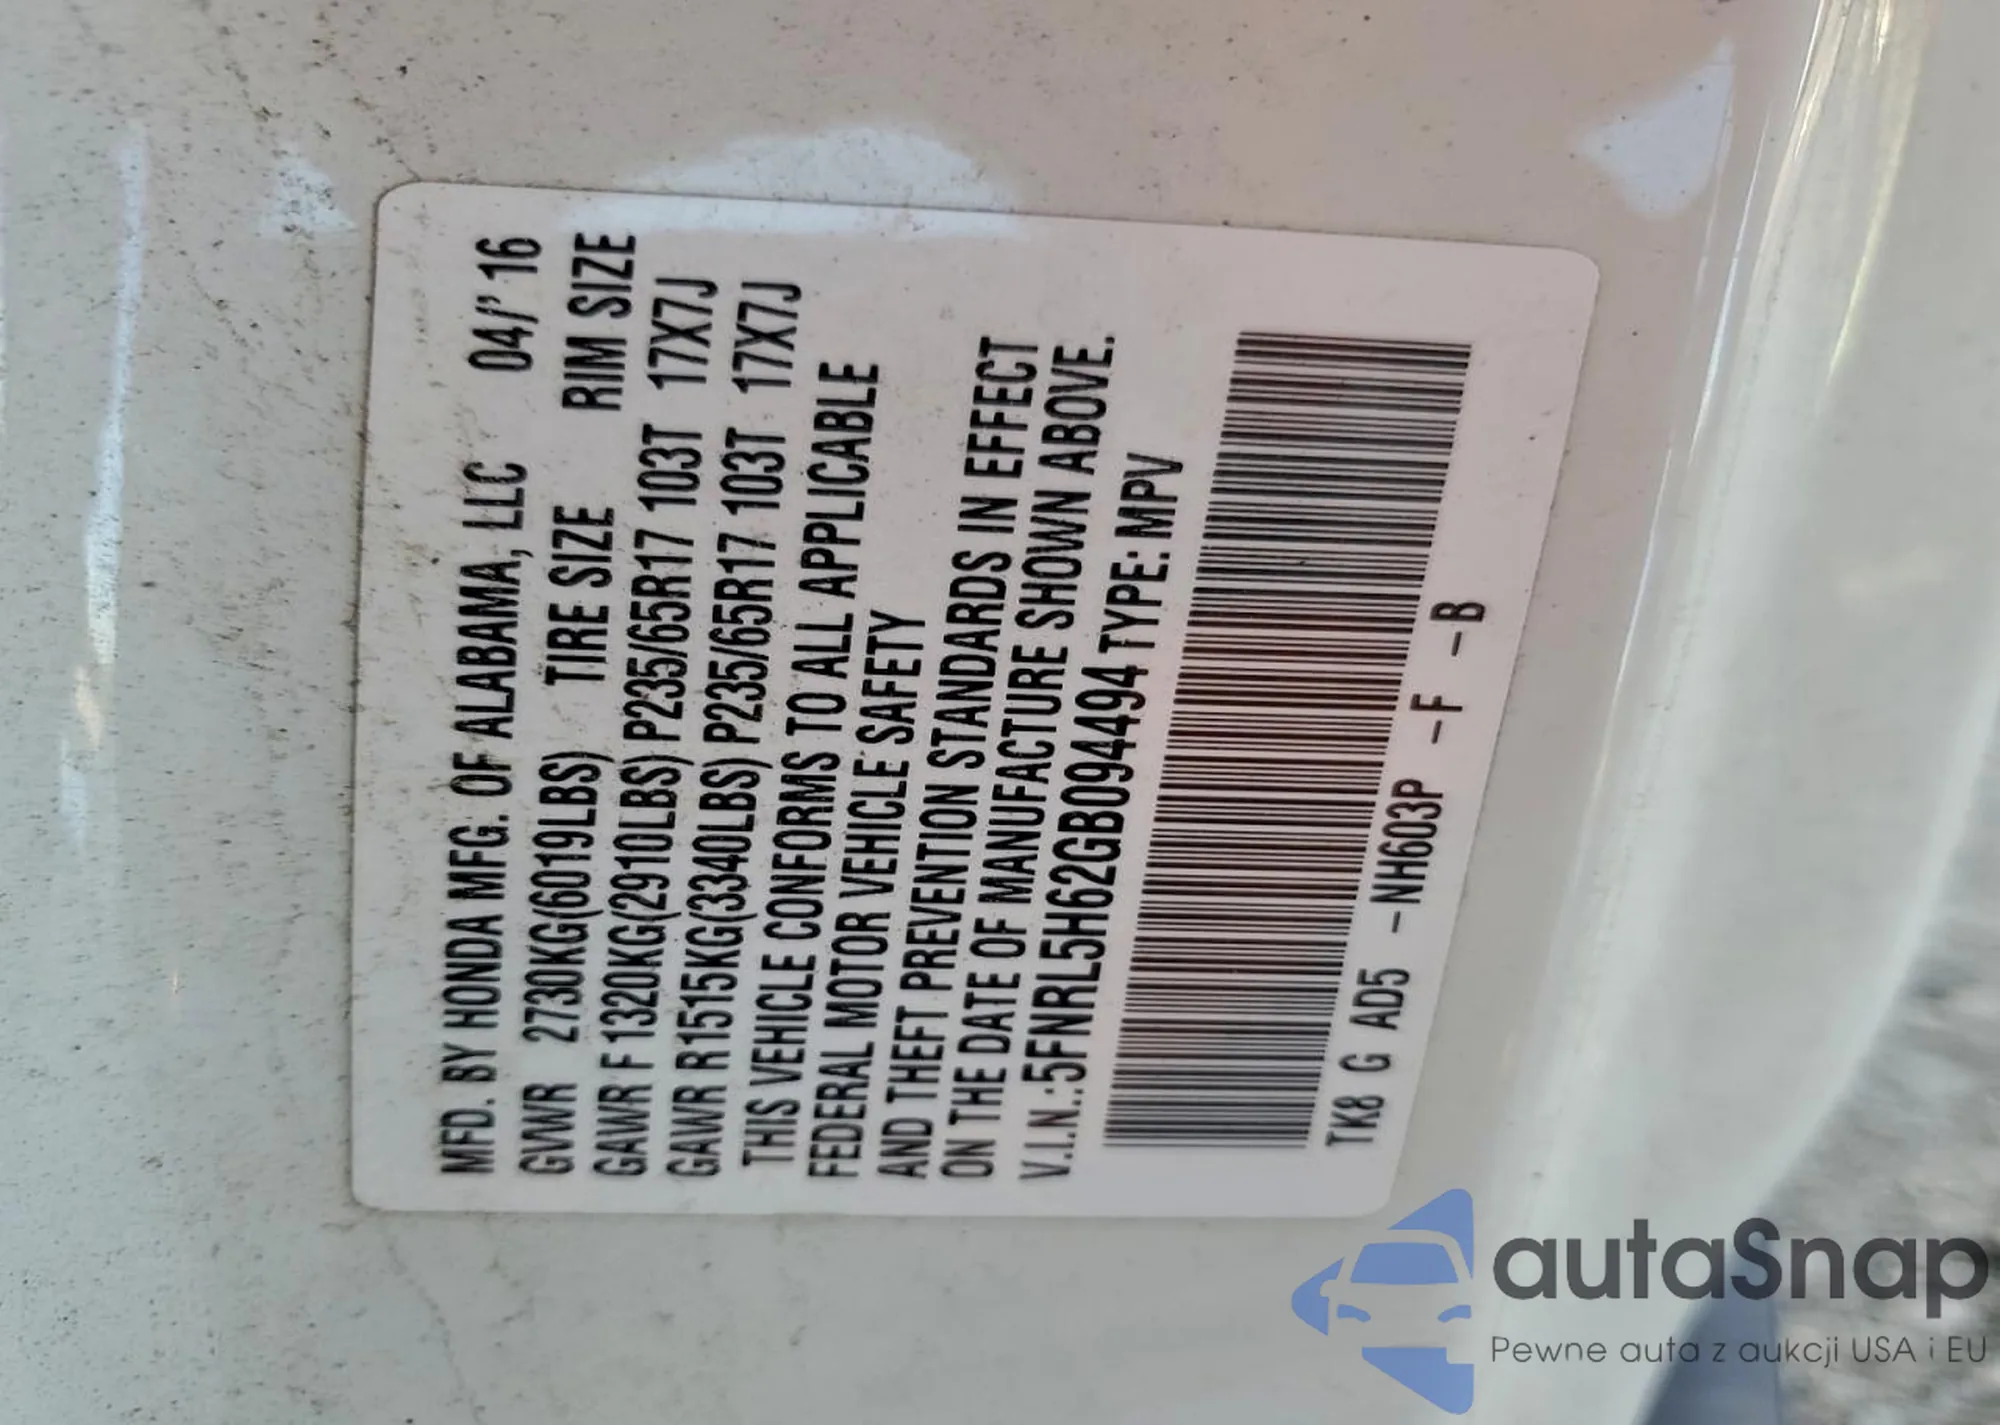 MFD. BY HONDA MFG. OF ALABAMA, LLC 04/' 16
GVWR 2730KG(6019LBS) TIRE SIZE RIM SIZE
GAWR F 1320KG(2910LBS) P235/65R17 103T 17X7J
GAWR R1515KG(3340LBS) P235/65R17 103T 17X7J
THIS VEHICLE CONFORMS TO ALL APPLICABLE
FEDERAL MOTOR VEHICLE SAFETY
AND THEFT PREVENTION STANDARDS IN EFFECT
ON THE DATE OF MANUFACTURE SHOWN ABOVE.
V.I.N.:5FNRL5H62GB094494 TYPE: MPV
TK8 G AD5 -NH603P -F -B
autaSnap
Pewne auta z aukcji USA i EU